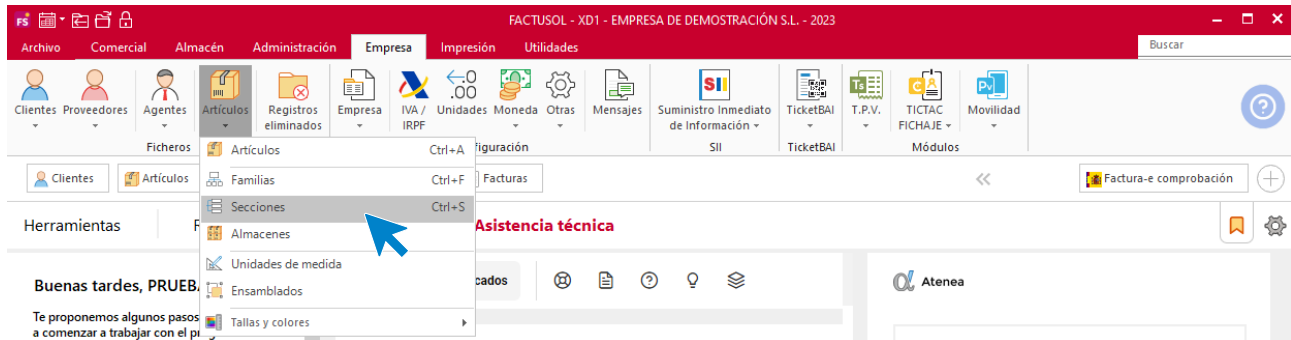 FS
FACTUSOL - XD1 - EMPRESA DE DEMOSTRACIÓN S.L. - 2023
Archivo Comercial Almacén Administración Empresa Impresión Utilidades Buscar
Clientes Proveedores Agentes Artículos Registros eliminados Empresa IVA / IRPF Unidades Moneda Otras Mensajes Suministro Inmediato de Información TicketBAI T.P.V. TICTAC FICHAJE Movilidad
Ficheros figuración SII TicketBAI Módulos
Artículos Ctrl+A
Clientes Artículos Facturas Factura-e comprobación
Familias Ctrl+F
Secciones Ctrl+S
Herramientas Asistencia técnica
Almacenes
Unidades de medida
Buenas tardes, PRUEB cados Atenea
Ensamblados
Te proponemos algunos pasos
Tallas y colores
a comenzar a trabajar con el